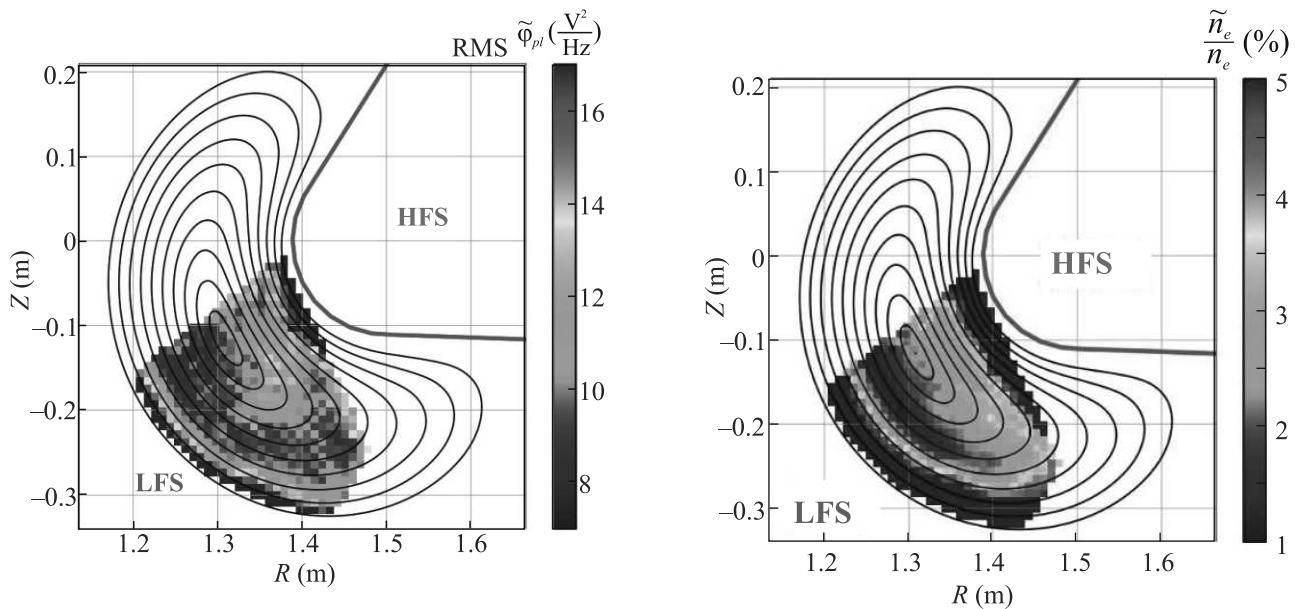 RMS φ̃pl (V²/Hz)
0.2
0.1
0
–0.1
–0.2
–0.3
Z (m)
HFS
LFS
1.2 1.3 1.4 1.5 1.6
R (m)
16
14
12
10
8
ñe/ne (%)
0.2
0.1
0
–0.1
–0.2
–0.3
Z (m)
HFS
LFS
1.2 1.3 1.4 1.5 1.6
R (m)
5
4
3
2
1